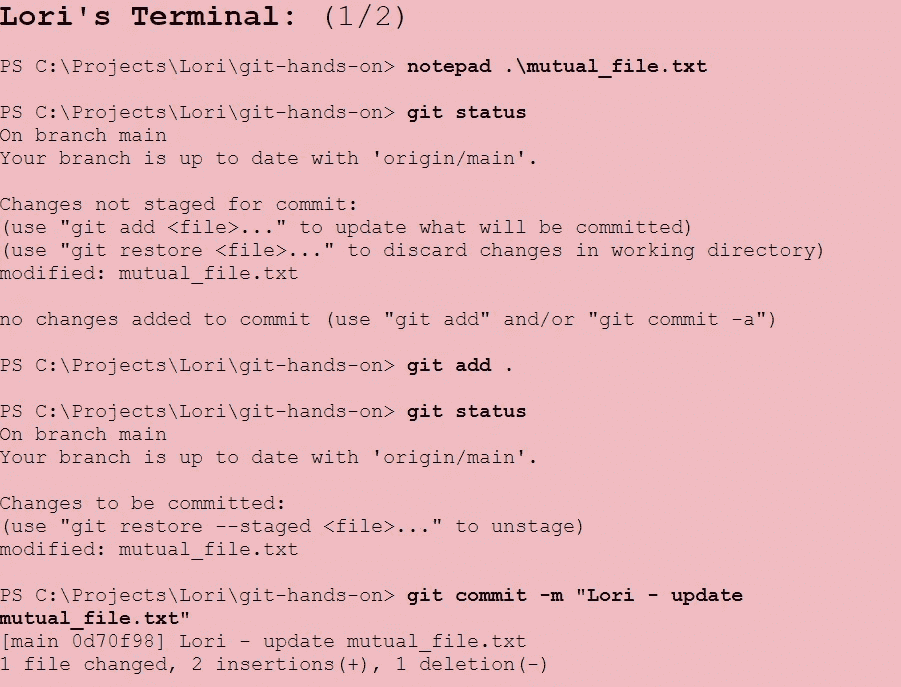 Lori's Terminal: (1/2)
PS C:\Projects\Lori\git-hands-on> notepad .\mutual_file.txt
PS C:\Projects\Lori\git-hands-on> git status
On branch main
Your branch is up to date with 'origin/main'.
Changes not staged for commit:
(use "git add <file>..." to update what will be committed)
(use "git restore <file>..." to discard changes in working directory)
modified: mutual_file.txt
no changes added to commit (use "git add" and/or "git commit -a")
PS C:\Projects\Lori\git-hands-on> git add .
PS C:\Projects\Lori\git-hands-on> git status
On branch main
Your branch is up to date with 'origin/main'.
Changes to be committed:
(use "git restore --staged <file>..." to unstage)
modified: mutual_file.txt
PS C:\Projects\Lori\git-hands-on> git commit -m "Lori - update
mutual_file.txt"
[main 0d70f98] Lori - update mutual_file.txt
1 file changed, 2 insertions(+), 1 deletion(-)